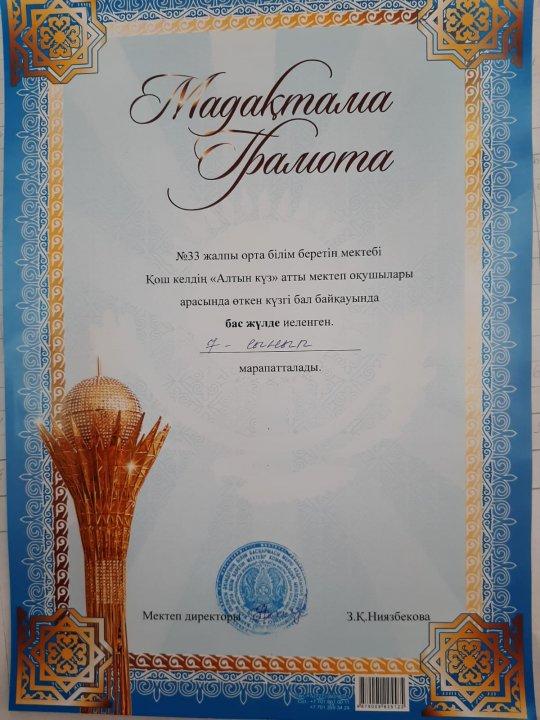 Мадақтама
Грамота
№33 жалпы орта білім беретін мектебі
Қош келдің «Алтын күз» атты мектеп оқушылары
арасында өткен күзгі бал байқауында
бас жүлде иеленген.
7- сынып
марапатталады.
Мектеп директоры
З.Қ.Ниязбекова